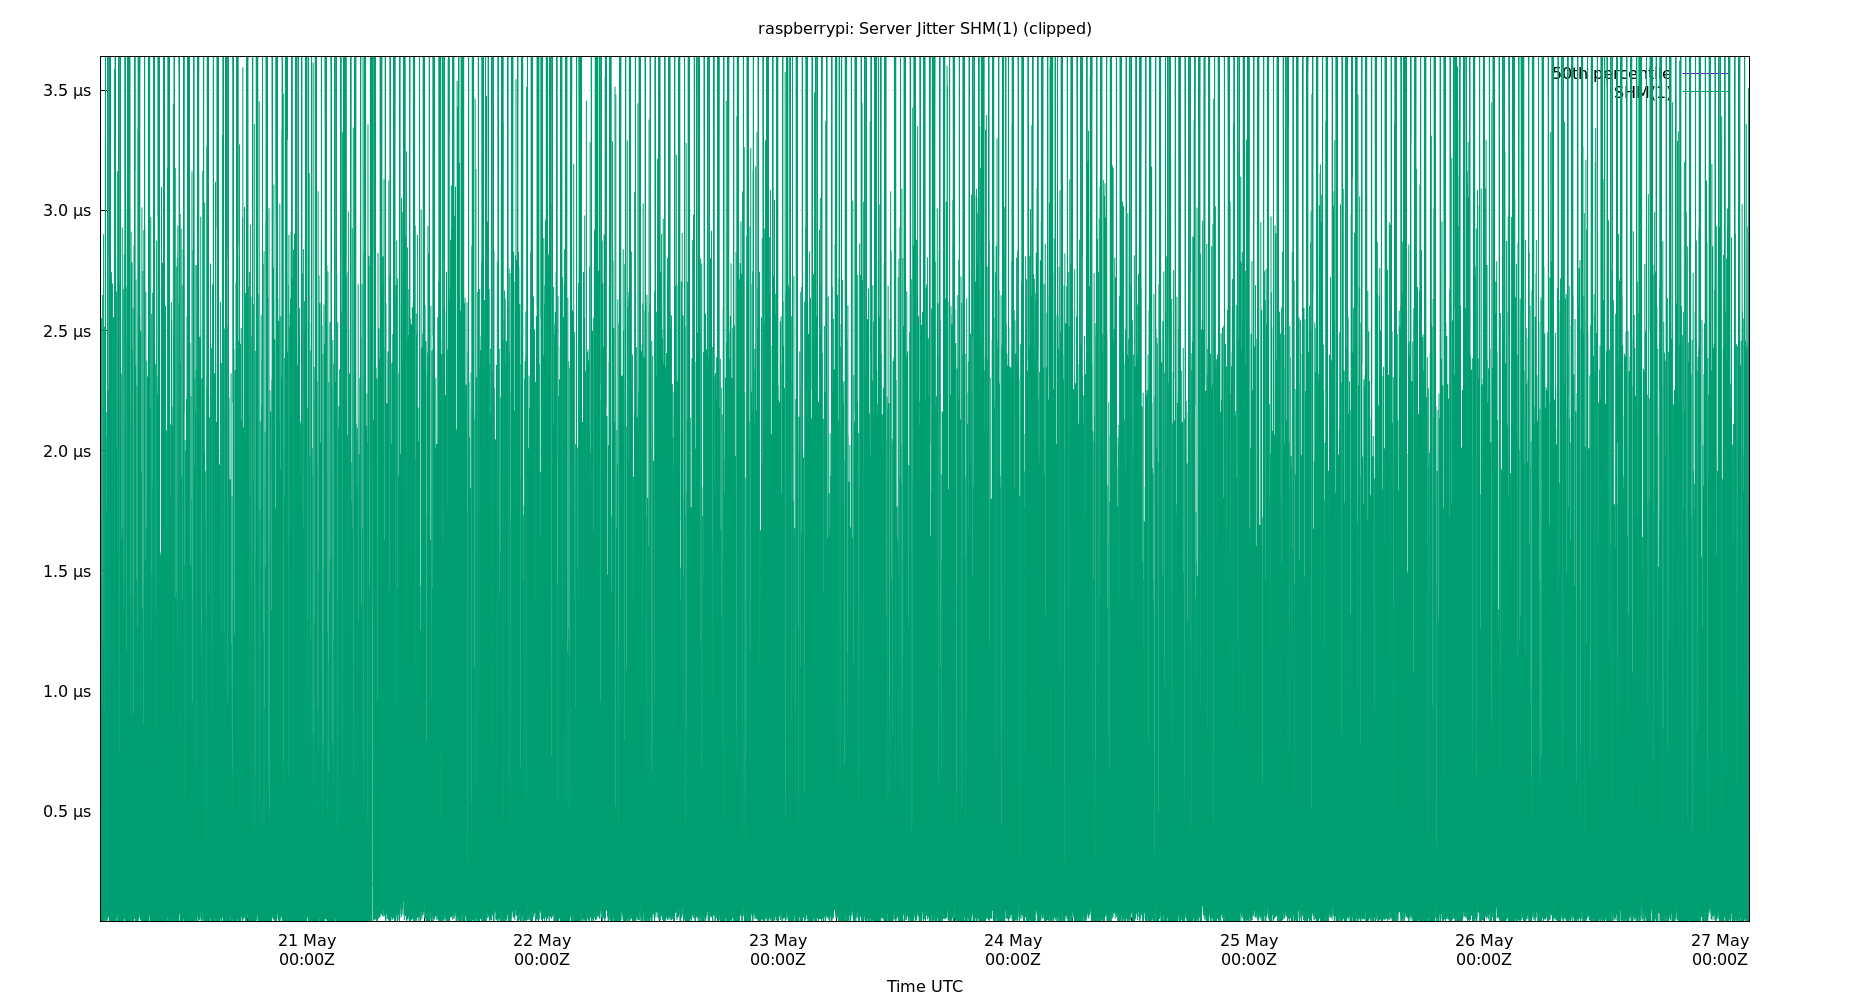 raspberrypi: Server Jitter SHM(1) (clipped)
50th percentile
SHM(1)
3.5 µs
3.0 µs
2.5 µs
2.0 µs
1.5 µs
1.0 µs
0.5 µs
21 May 22 May 23 May 24 May 25 May 26 May 27 May
00:00Z 00:00Z 00:00Z 00:00Z 00:00Z 00:00Z 00:00Z
Time UTC